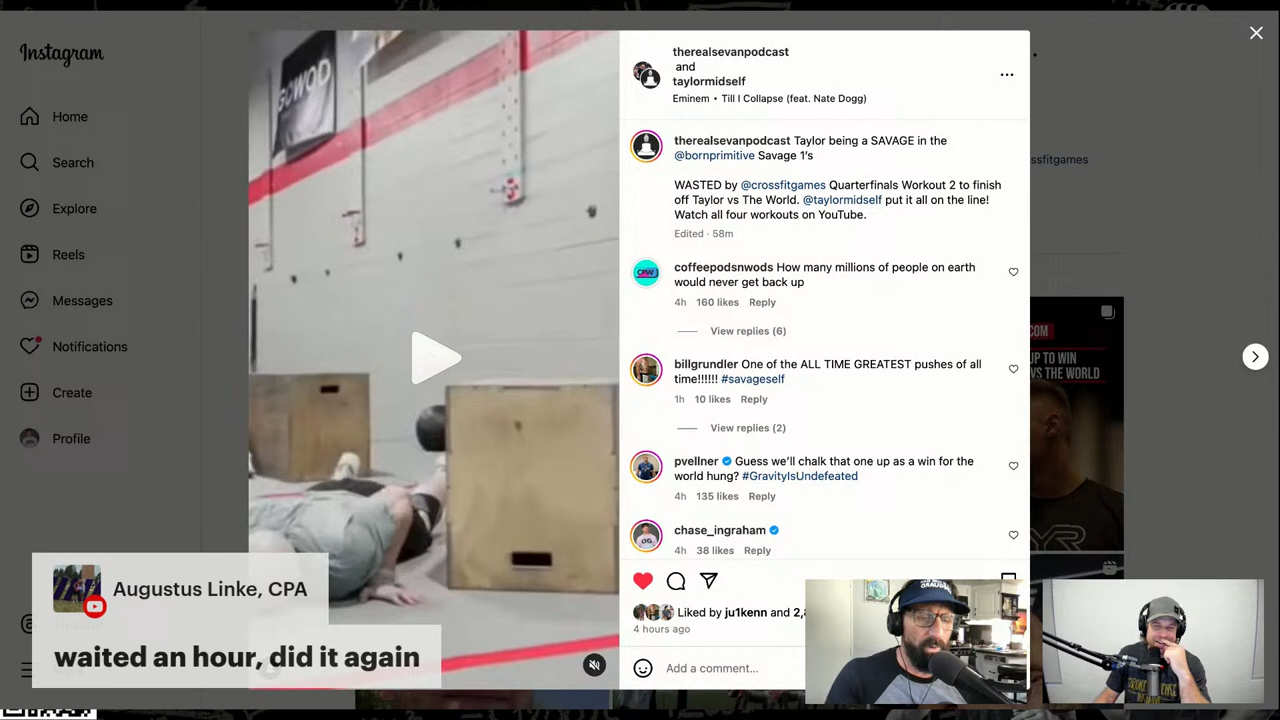 Instagram
Home
Search
Explore
Reels
Messages
Notifications
Create
Profile
GOWOD
therealsevanpodcast
and
taylormidself
Eminem • Till I Collapse (feat. Nate Dogg)
therealsevanpodcast Taylor being a SAVAGE in the
@bornprimitive Savage 1's
WASTED by @crossfitgames Quarterfinals Workout 2 to finish
off Taylor vs The World. @taylormidself put it all on the line!
Watch all four workouts on YouTube.
Edited · 58m
CPW
coffeepodsnwods How many millions of people on earth
would never get back up
4h 160 likes Reply
View replies (6)
billgrundler One of the ALL TIME GREATEST pushes of all
time!!!!!! #savageself
1h 10 likes Reply
View replies (2)
pvellner Guess we'll chalk that one up as a win for the
world hung? #GravityIsUndefeated
4h 135 likes Reply
chase_ingraham
4h 38 likes Reply
Liked by ju1kenn and 2,
4 hours ago
Add a comment...
ssfitgames
COM
UP TO WIN
VS THE WORLD
Augustus Linke, CPA
waited an hour, did it again